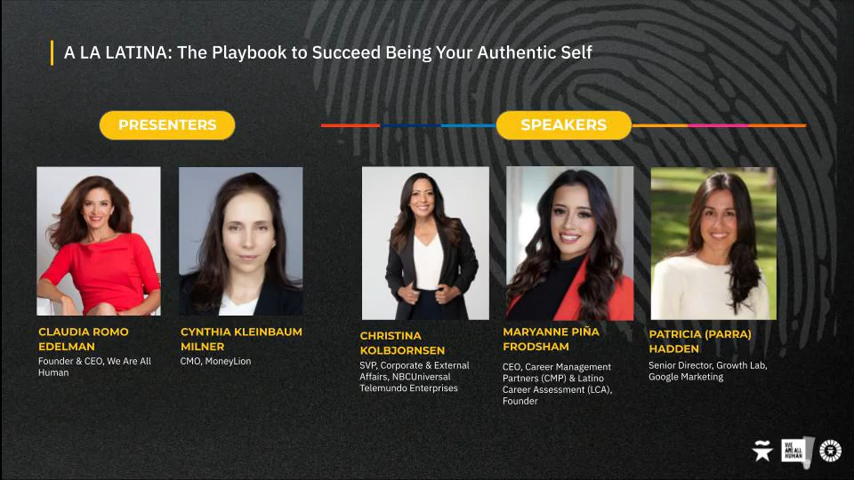 A LA LATINA: The Playbook to Succeed Being Your Authentic Self
PRESENTERS
SPEAKERS
CLAUDIA ROMO
EDELMAN
Founder & CEO, We Are All
Human
CYNTHIA KLEINBAUM
MILNER
CMO, MoneyLion
CHRISTINA
KOLBJORNSEN
SVP, Corporate & External
Affairs, NBCUniversal
Telemundo Enterprises
MARYANNE PIÑA
FRODSHAM
CEO, Career Management
Partners (CMP) & Latino
Career Assessment (LCA),
Founder
PATRICIA (PARRA)
HADDEN
Senior Director, Growth Lab,
Google Marketing
WE
ARE ALL
HUMAN